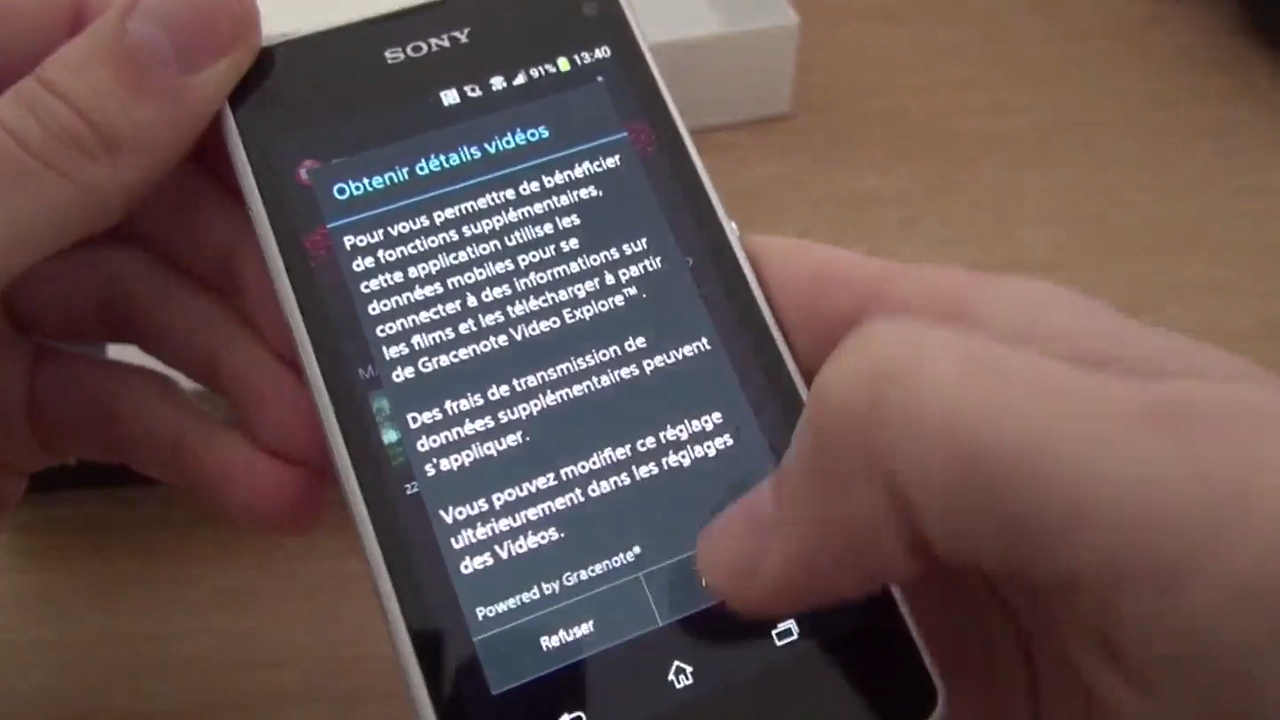 SONY
91% 13:40
Obtenir détails vidéos
Pour vous permettre de bénéficier
de fonctions supplémentaires,
cette application utilise les
données mobiles pour se
connecter à des informations sur
les films et les télécharger à partir
de Gracenote Video Explore™.
Des frais de transmission de
données supplémentaires peuvent
s'appliquer.
Vous pouvez modifier ce réglage
ultérieurement dans les réglages
des Vidéos.
Powered by Gracenote®
Refuser
22